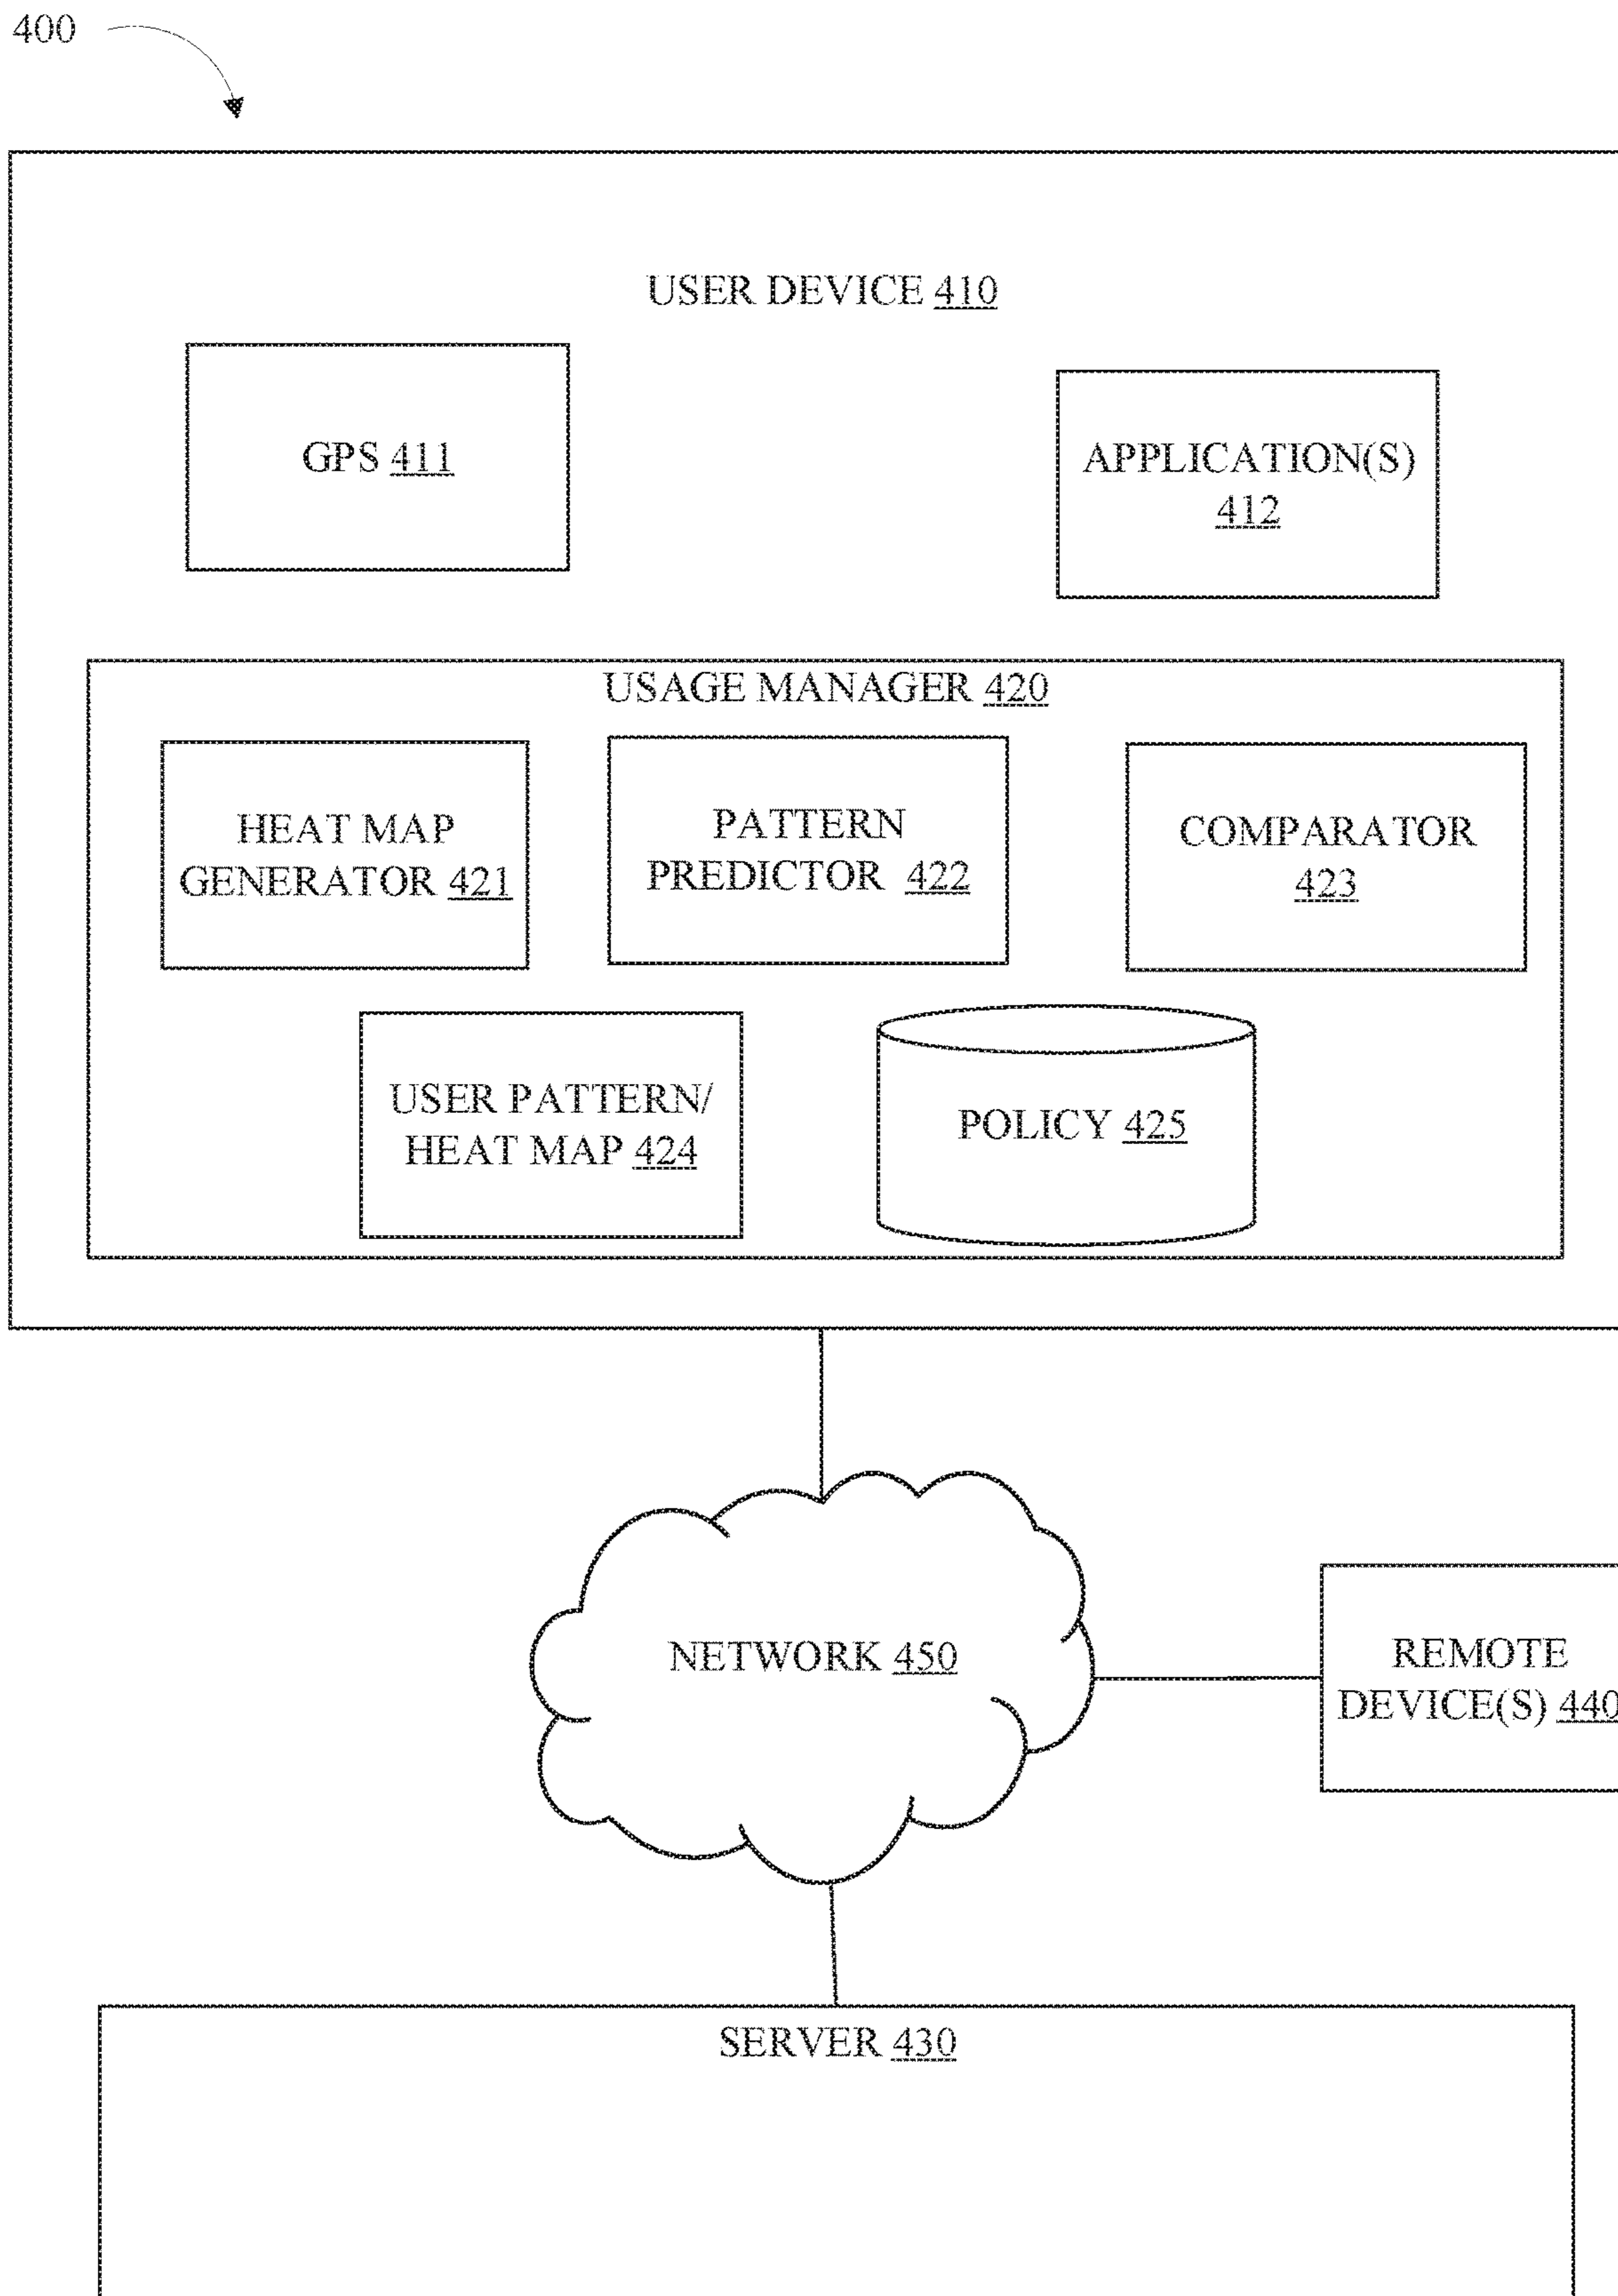 400
USER DEVICE 410
GPS 411
APPLICATION(S)
412
USAGE MANAGER 420
HEAT MAP
GENERATOR 421
PATTERN
PREDICTOR 422
COMPARATOR
423
USER PATTERN/
HEAT MAP 424
POLICY 425
NETWORK 450
REMOTE
DEVICE(S) 440
SERVER 430